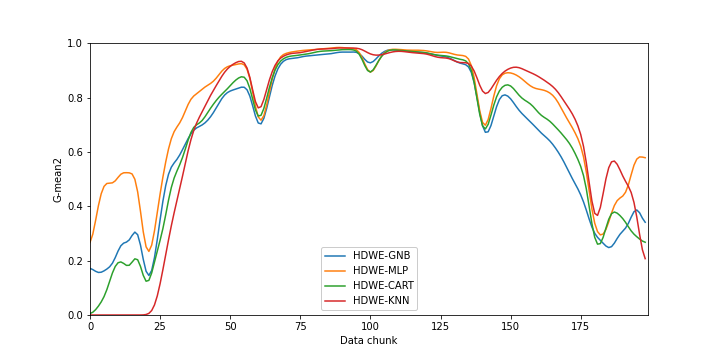 1.0
0.8
0.6
0.4
0.2
0.0
G-mean2
0
25
50
75
100
125
150
175
Data chunk
HDWE-GNB
HDWE-MLP
HDWE-CART
HDWE-KNN